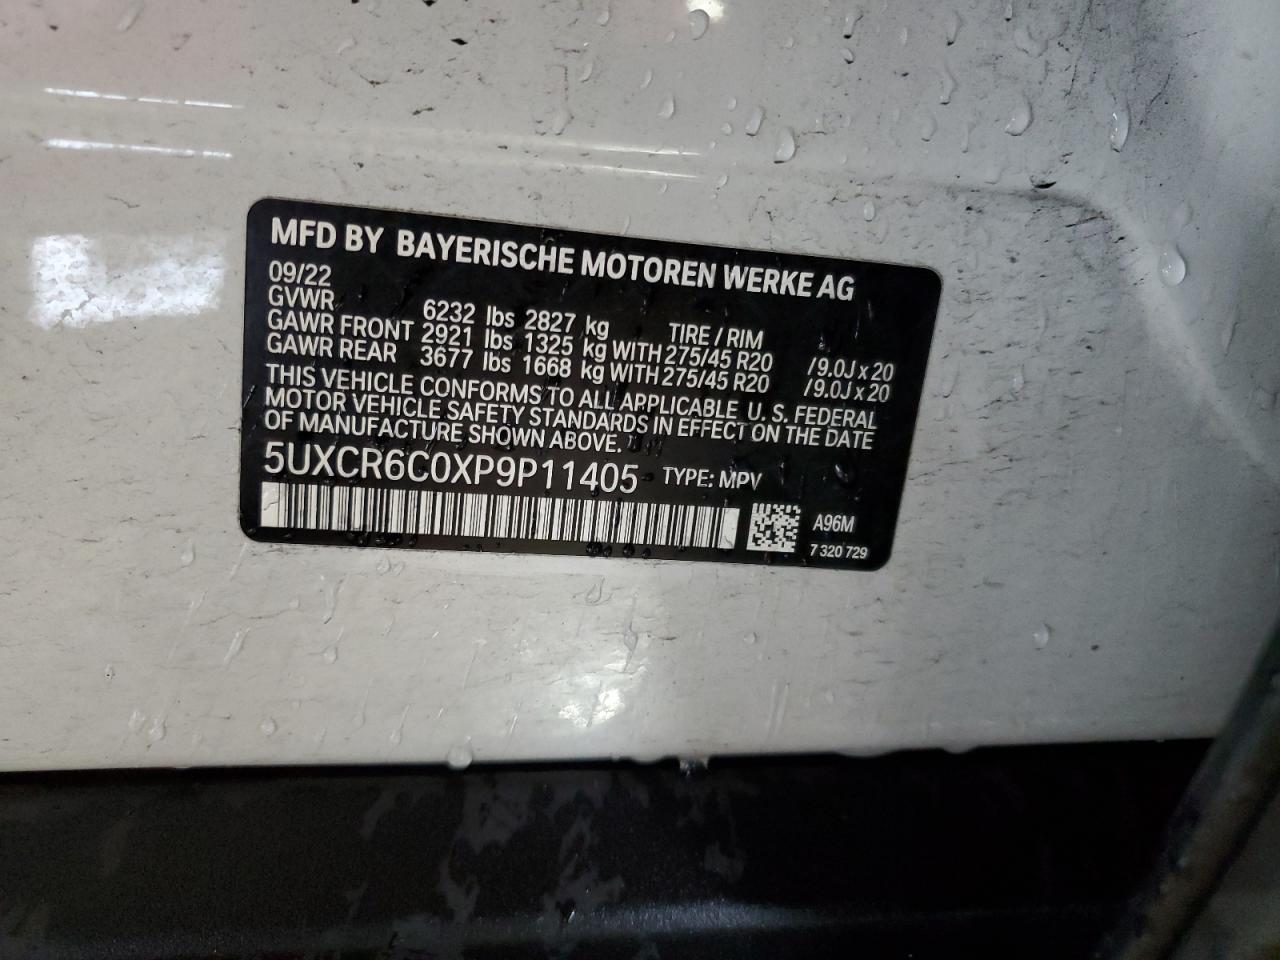 MFD BY BAYERISCHE MOTOREN WERKE AG
09/22
GVWR 6232 lbs 2827 kg TIRE / RIM
GAWR FRONT 2921 lbs 1325 kg WITH 275/45 R20 /9.0J x 20
GAWR REAR 3677 lbs 1668 kg WITH 275/45 R20 /9.0J x 20
THIS VEHICLE CONFORMS TO ALL APPLICABLE U. S. FEDERAL
MOTOR VEHICLE SAFETY STANDARDS IN EFFECT ON THE DATE
OF MANUFACTURE SHOWN ABOVE.
5UXCR6C0XP9P11405 TYPE: MPV
A96M
7 320 729